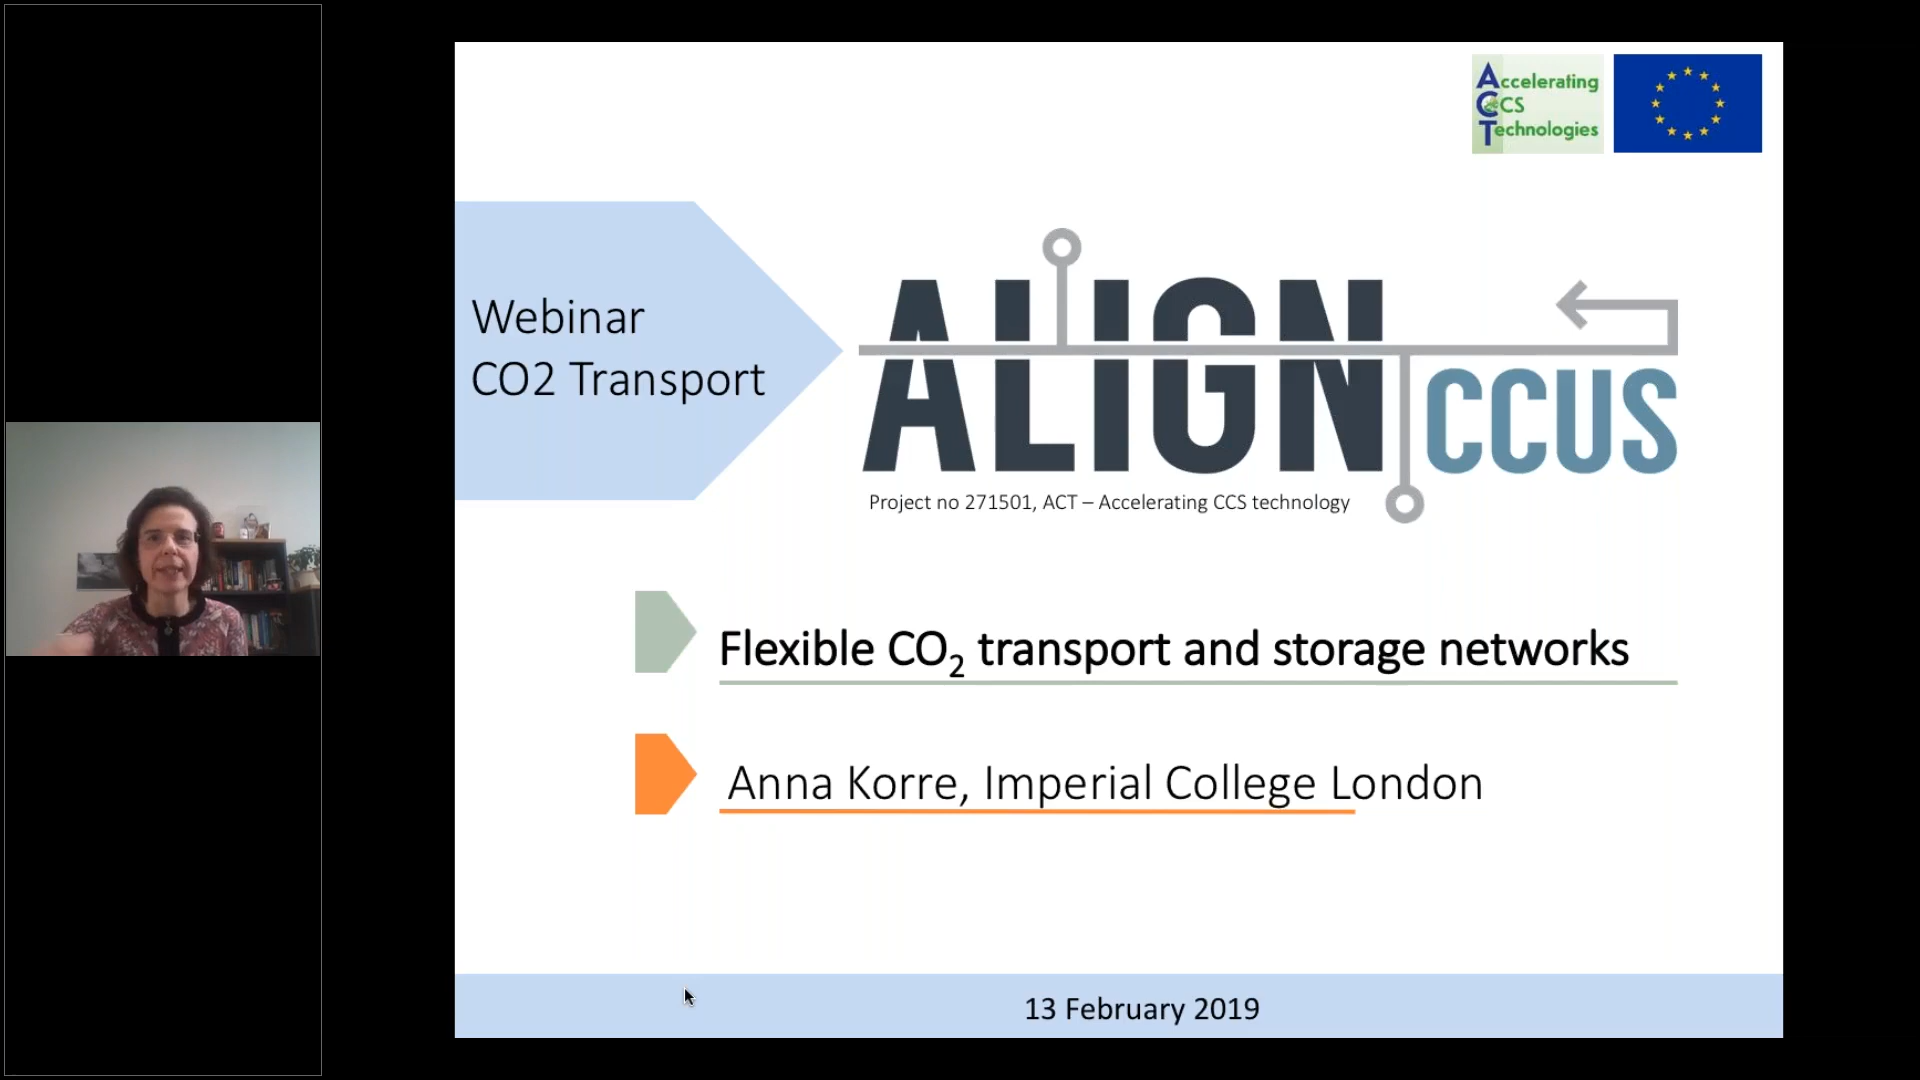 Accelerating
CCS
Technologies
Webinar
CO2 Transport
ALIGN
CCUS
Project no 271501, ACT – Accelerating CCS technology
Flexible CO₂ transport and storage networks
Anna Korre, Imperial College London
13 February 2019